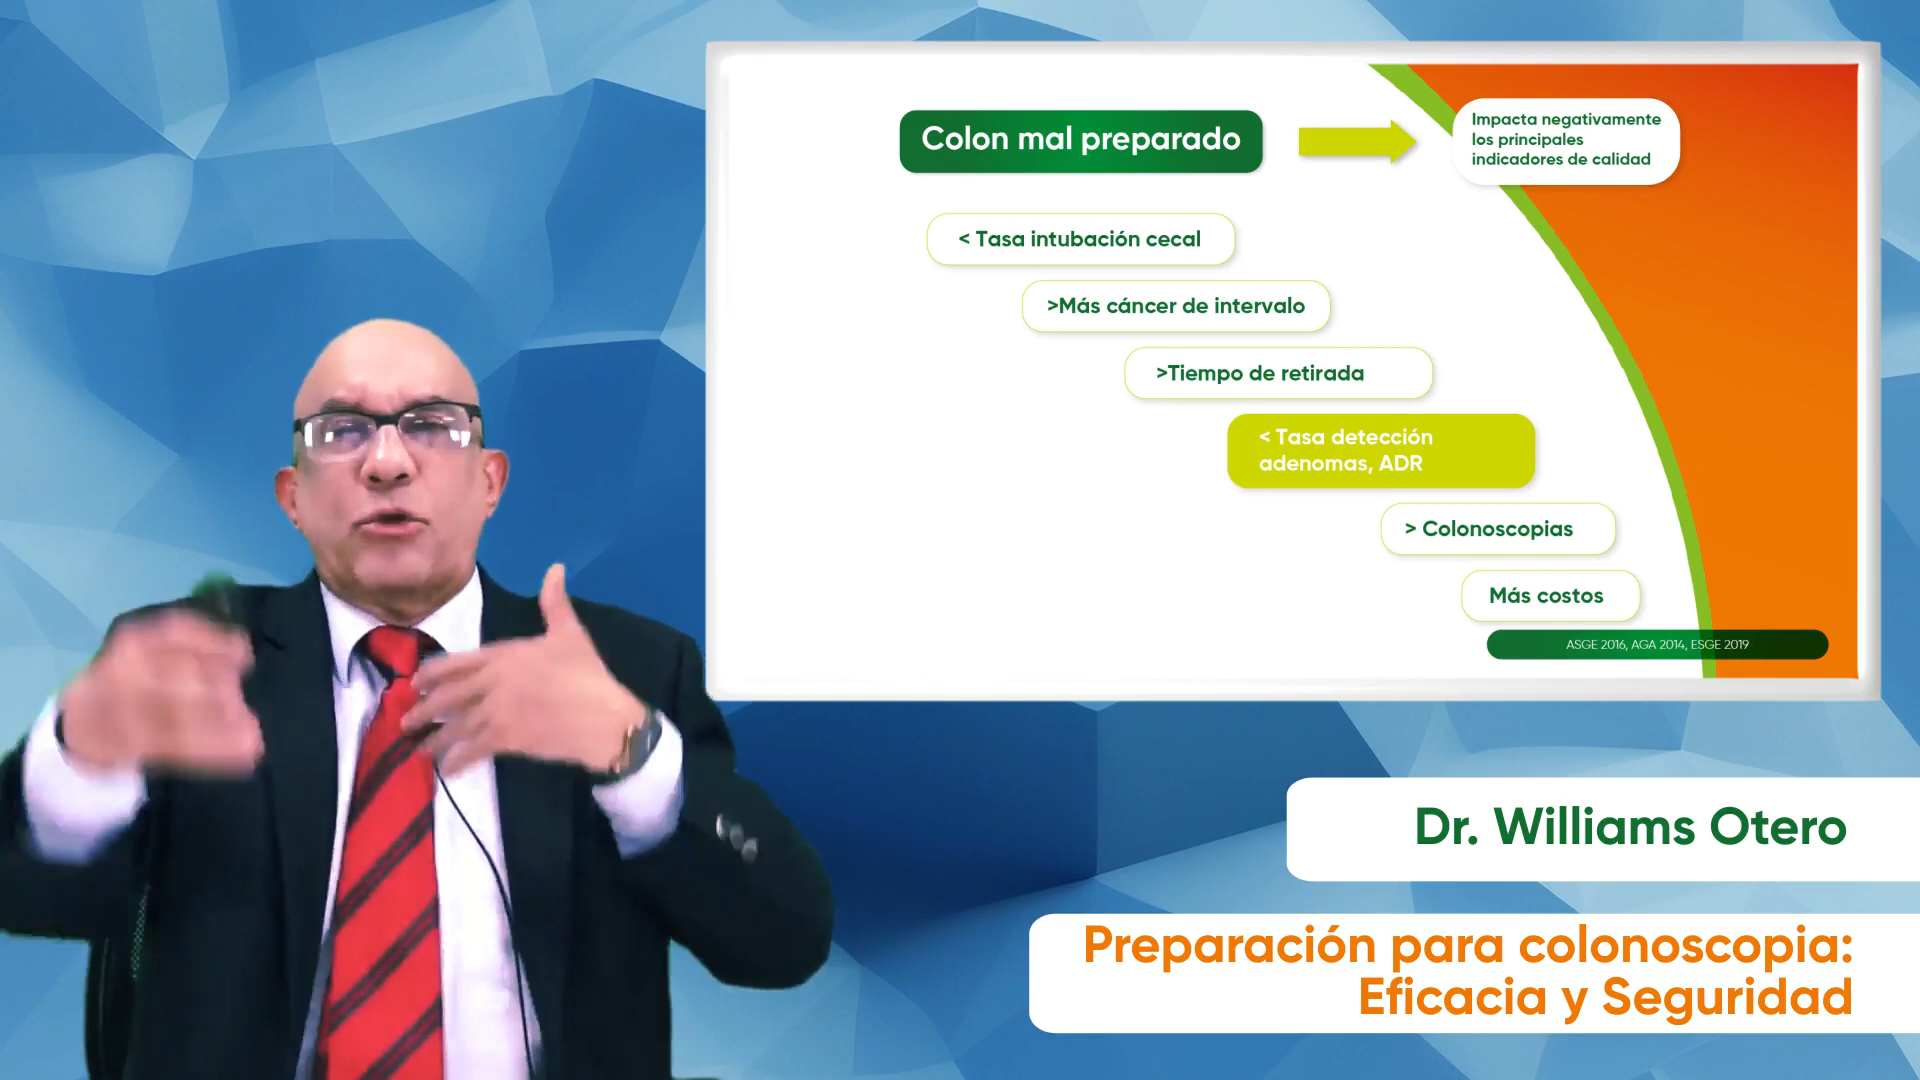 Colon mal preparado
Impacta negativamente
los principales
indicadores de calidad
< Tasa intubación cecal
>Más cáncer de intervalo
>Tiempo de retirada
< Tasa detección
adenomas, ADR
> Colonoscopias
Más costos
ASGE 2016, AGA 2014, ESGE 2019
Dr. Williams Otero
Preparación para colonoscopia:
Eficacia y Seguridad